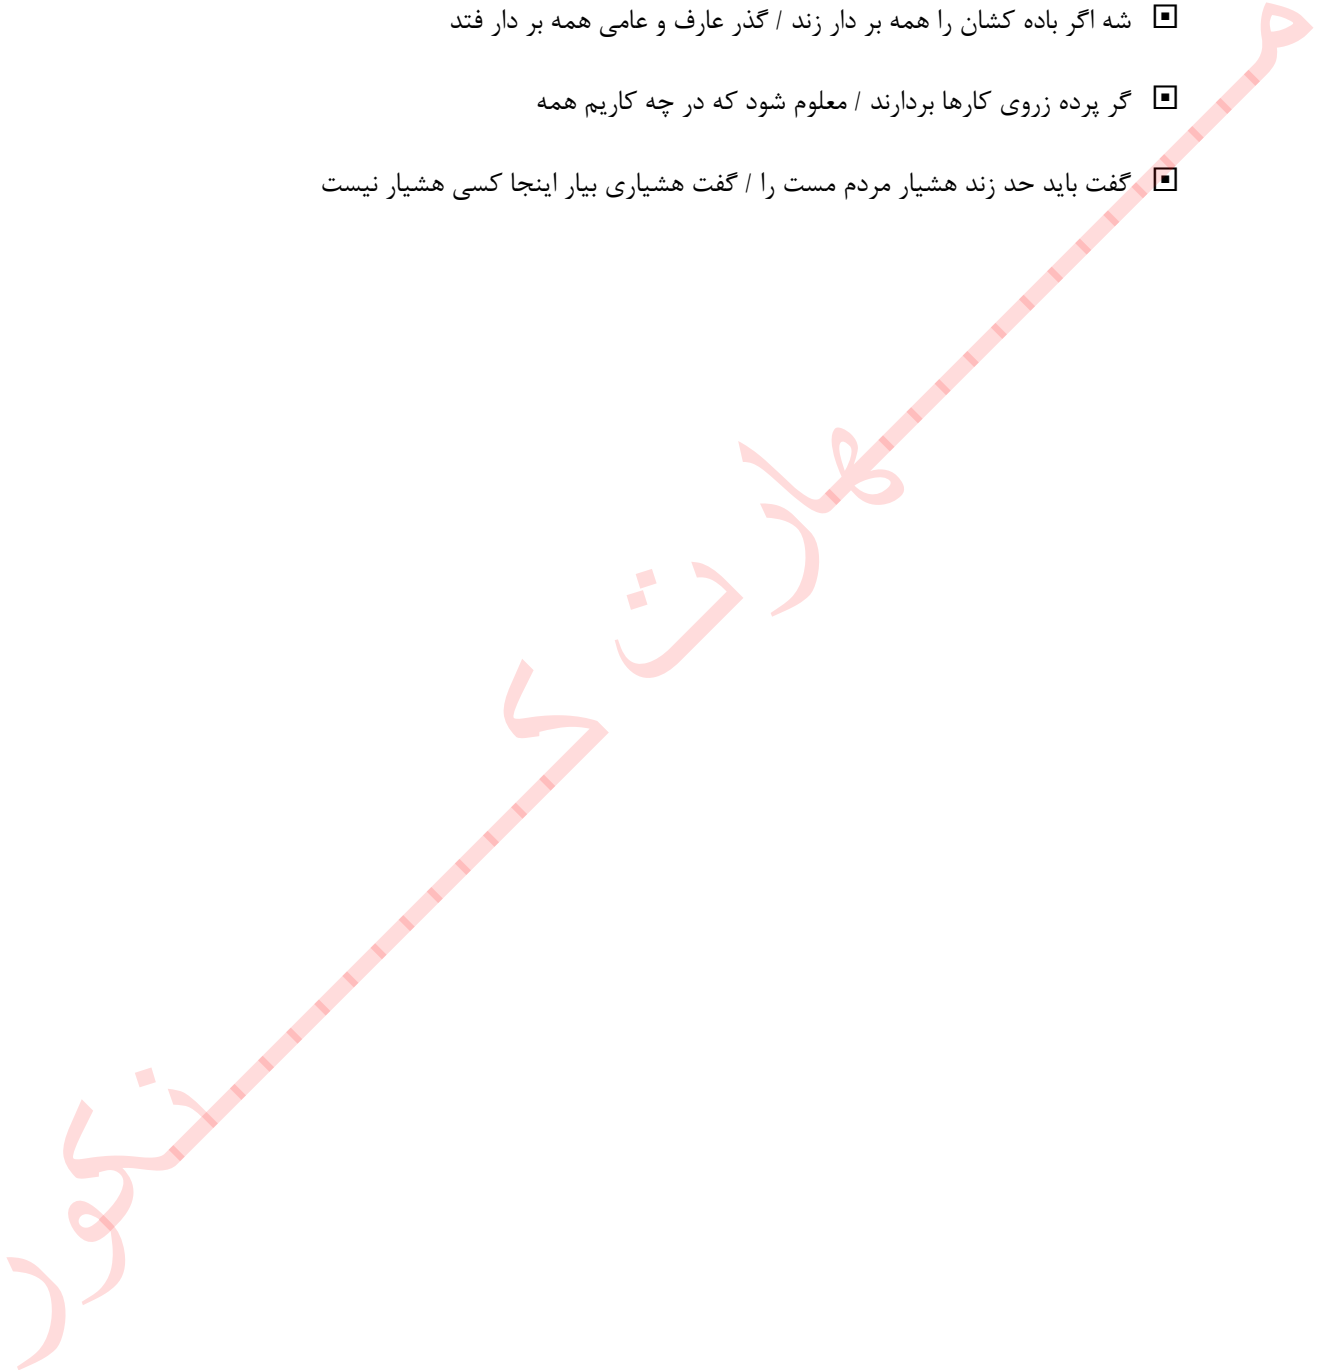 شه اگر باده کشان را همه بر دار زند / گذر عارف و عامی همه بر دار فتد
گر پرده زروی کارها بردارند / معلوم شود که در چه کاریم همه
گفت باید حد زند هشیار مردم مست را / گفت هشیاری بیار اینجا کسی هشیار نیست
مهارت کنکور